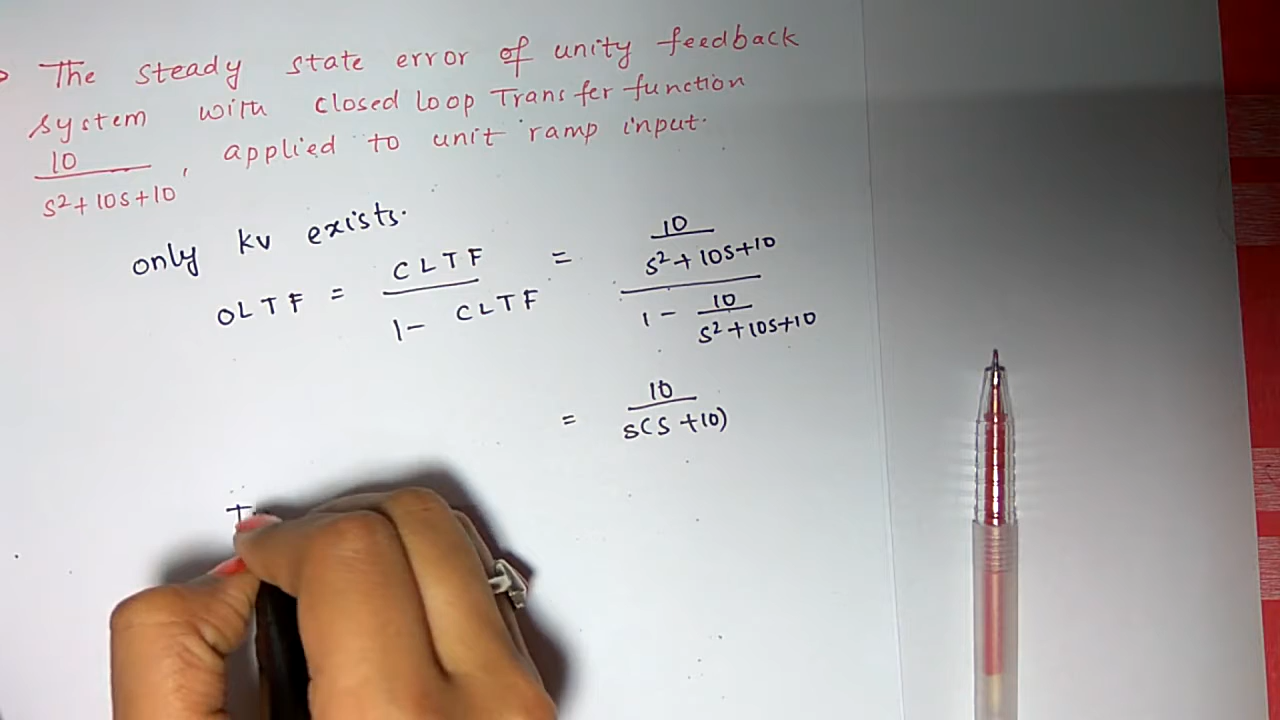 The steady state error of unity feedback
system with closed loop Transfer function
10
s²+10s+10 , applied to unit ramp input.
only kv exists.
OLTF = CLTF / 1- CLTF = 10 / s²+10s+10 / 1 - 10 / s²+10s+10
= 10 / s(s+10)